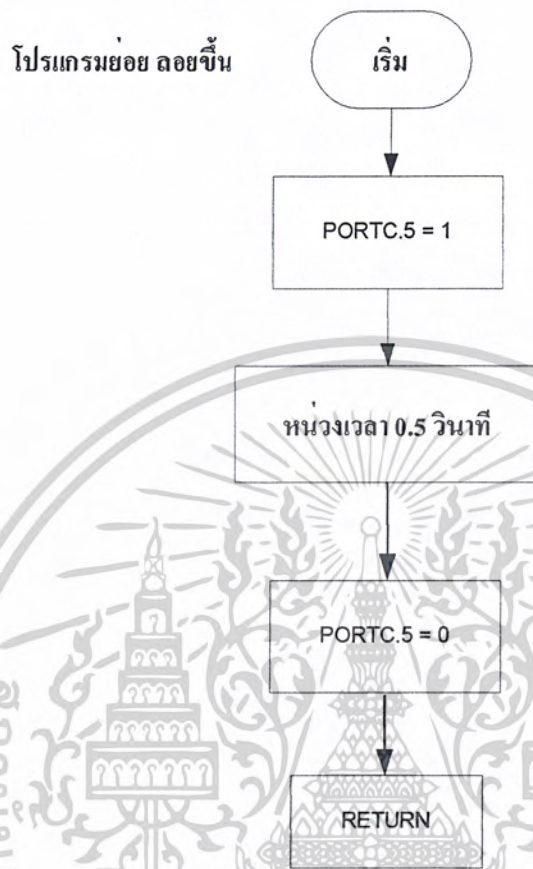 โปรแกรมย่อย ลอยขึ้น
เริ่ม
PORTC.5 = 1
หน่วงเวลา 0.5 วินาที
PORTC.5 = 0
RETURN